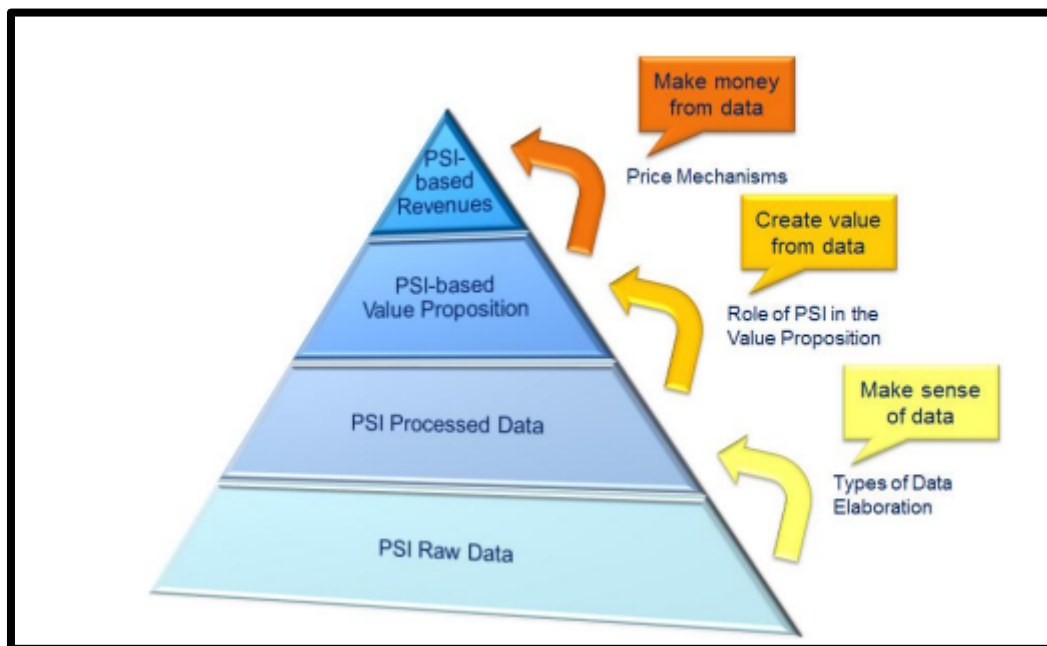 Make money
from data
PSI-
based
Revenues
Price Mechanisms
Create value
from data
PSI-based
Value Proposition
Role of PSI in the
Value Proposition
Make sense
of data
PSI Processed Data
Types of Data
Elaboration
PSI Raw Data